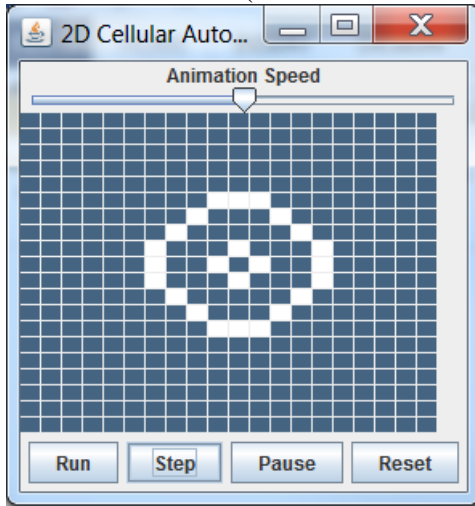 2D Cellular Auto...
Animation Speed
Run Step Pause Reset